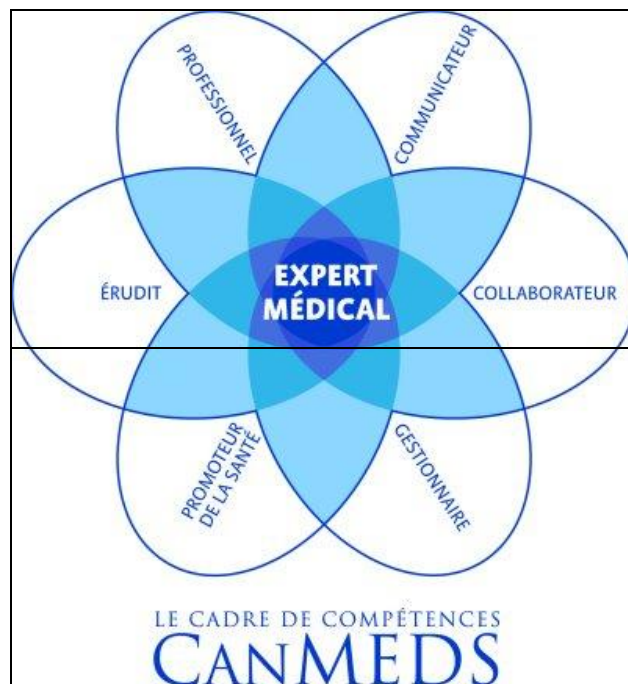 PROFESSIONNEL
COMMUNICATEUR
ÉRUDIT
EXPERT
MÉDICAL
COLLABORATEUR
PROMOTEUR
DE LA SANTÉ
GESTIONNAIRE
LE CADRE DE COMPÉTENCES
CANMEDS